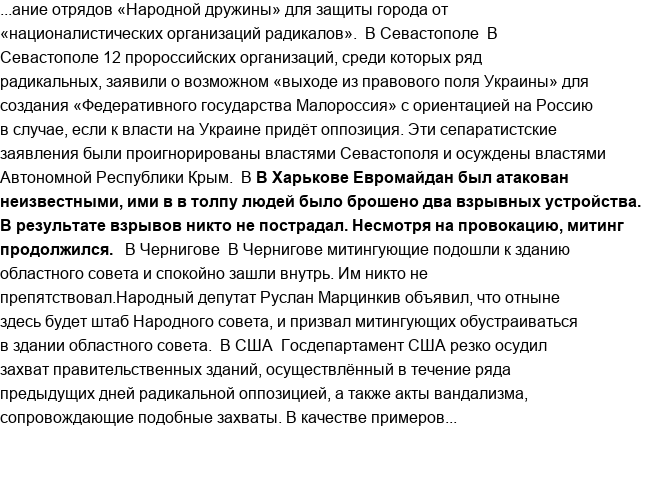 ...ание отрядов «Народной дружины» для защиты города от
«националистических организаций радикалов».  В Севастополе  В
Севастополе 12 пророссийских организаций, среди которых ряд
радикальных, заявили о возможном «выходе из правового поля Украины» для
создания «Федеративного государства Малороссия» с ориентацией на Россию
в случае, если к власти на Украине придёт оппозиция. Эти сепаратистские
заявления были проигнорированы властями Севастополя и осуждены властями
Автономной Республики Крым.  В В Харькове Евромайдан был атакован
неизвестными, ими в в толпу людей было брошено два взрывных устройства.
В результате взрывов никто не пострадал. Несмотря на провокацию, митинг
продолжился.   В Чернигове  В Чернигове митингующие подошли к зданию
областного совета и спокойно зашли внутрь. Им никто не
препятствовал.Народный депутат Руслан Марцинкив объявил, что отныне
здесь будет штаб Народного совета, и призвал митингующих обустраиваться
в здании областного совета.  В США  Госдепартамент США резко осудил
захват правительственных зданий, осуществлённый в течение ряда
предыдущих дней радикальной оппозицией, а также акты вандализма,
сопровождающие подобные захваты. В качестве примеров...